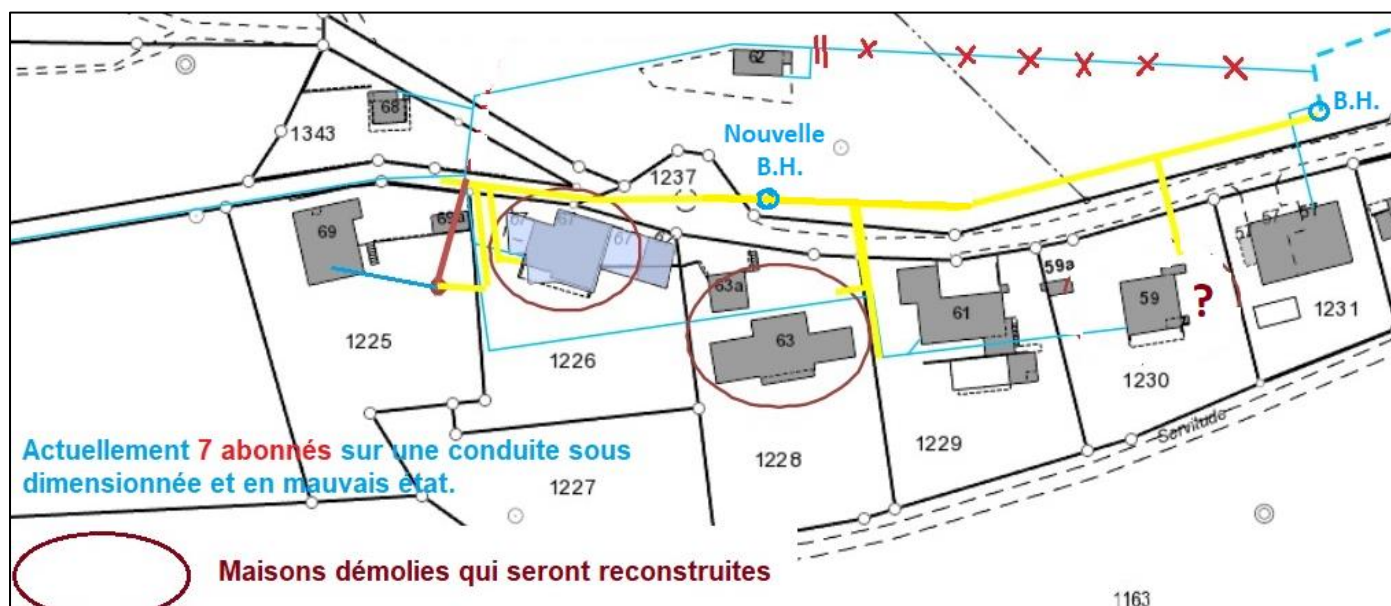 62
B.H.
68
1343
Nouvelle
B.H.
1237
69
69a
67
67
67
63a
59a
57
57
57
61
59
?
1231
63
1225
1226
1230
1229
Servitude
Actuellement 7 abonnés sur une conduite sous
dimensionnée et en mauvais état.
1228
1227
Maisons démolies qui seront reconstruites
1163